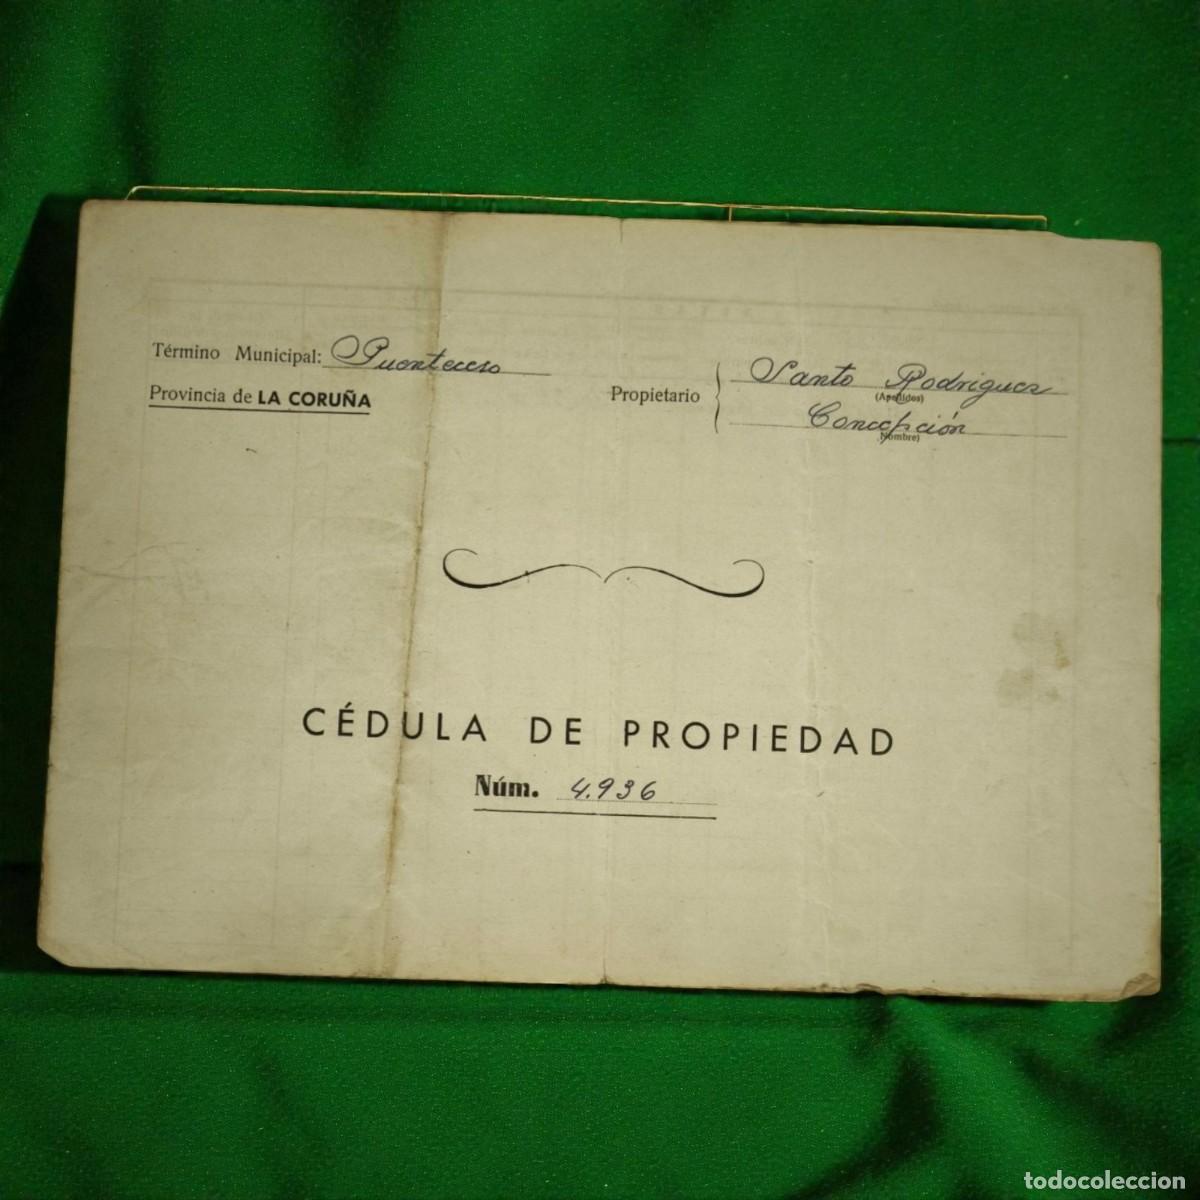 Término Municipal: Puenteceso
Provincia de LA CORUÑA
Propietario
Santo Rodriguez
(Apellidos)
Concepción
Nombre)
CÉDULA DE PROPIEDAD
Núm. 4.936
todocoleccion